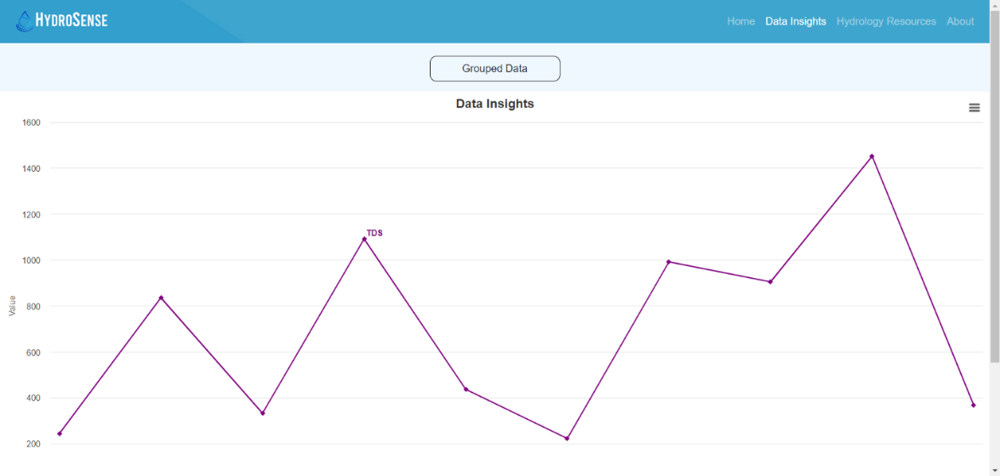 HYDROSENSE
Home Data Insights Hydrology Resources About
Grouped Data
Data Insights
1600
1400
1200
TDS
1000
Value
800
600
400
200